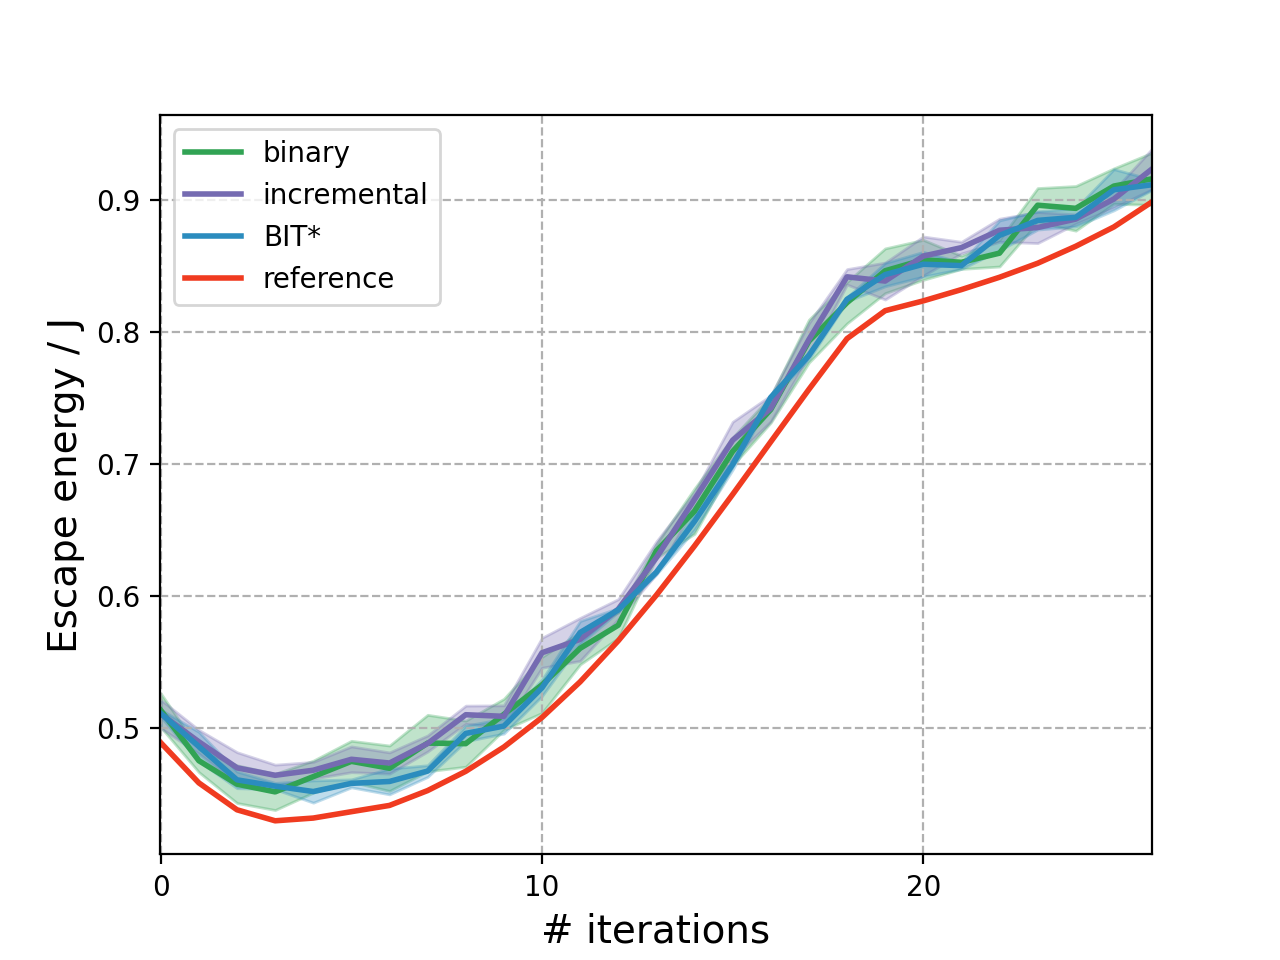 binary
incremental
BIT*
reference
0.9
0.8
0.7
0.6
0.5
Escape energy / J
0
10
20
# iterations